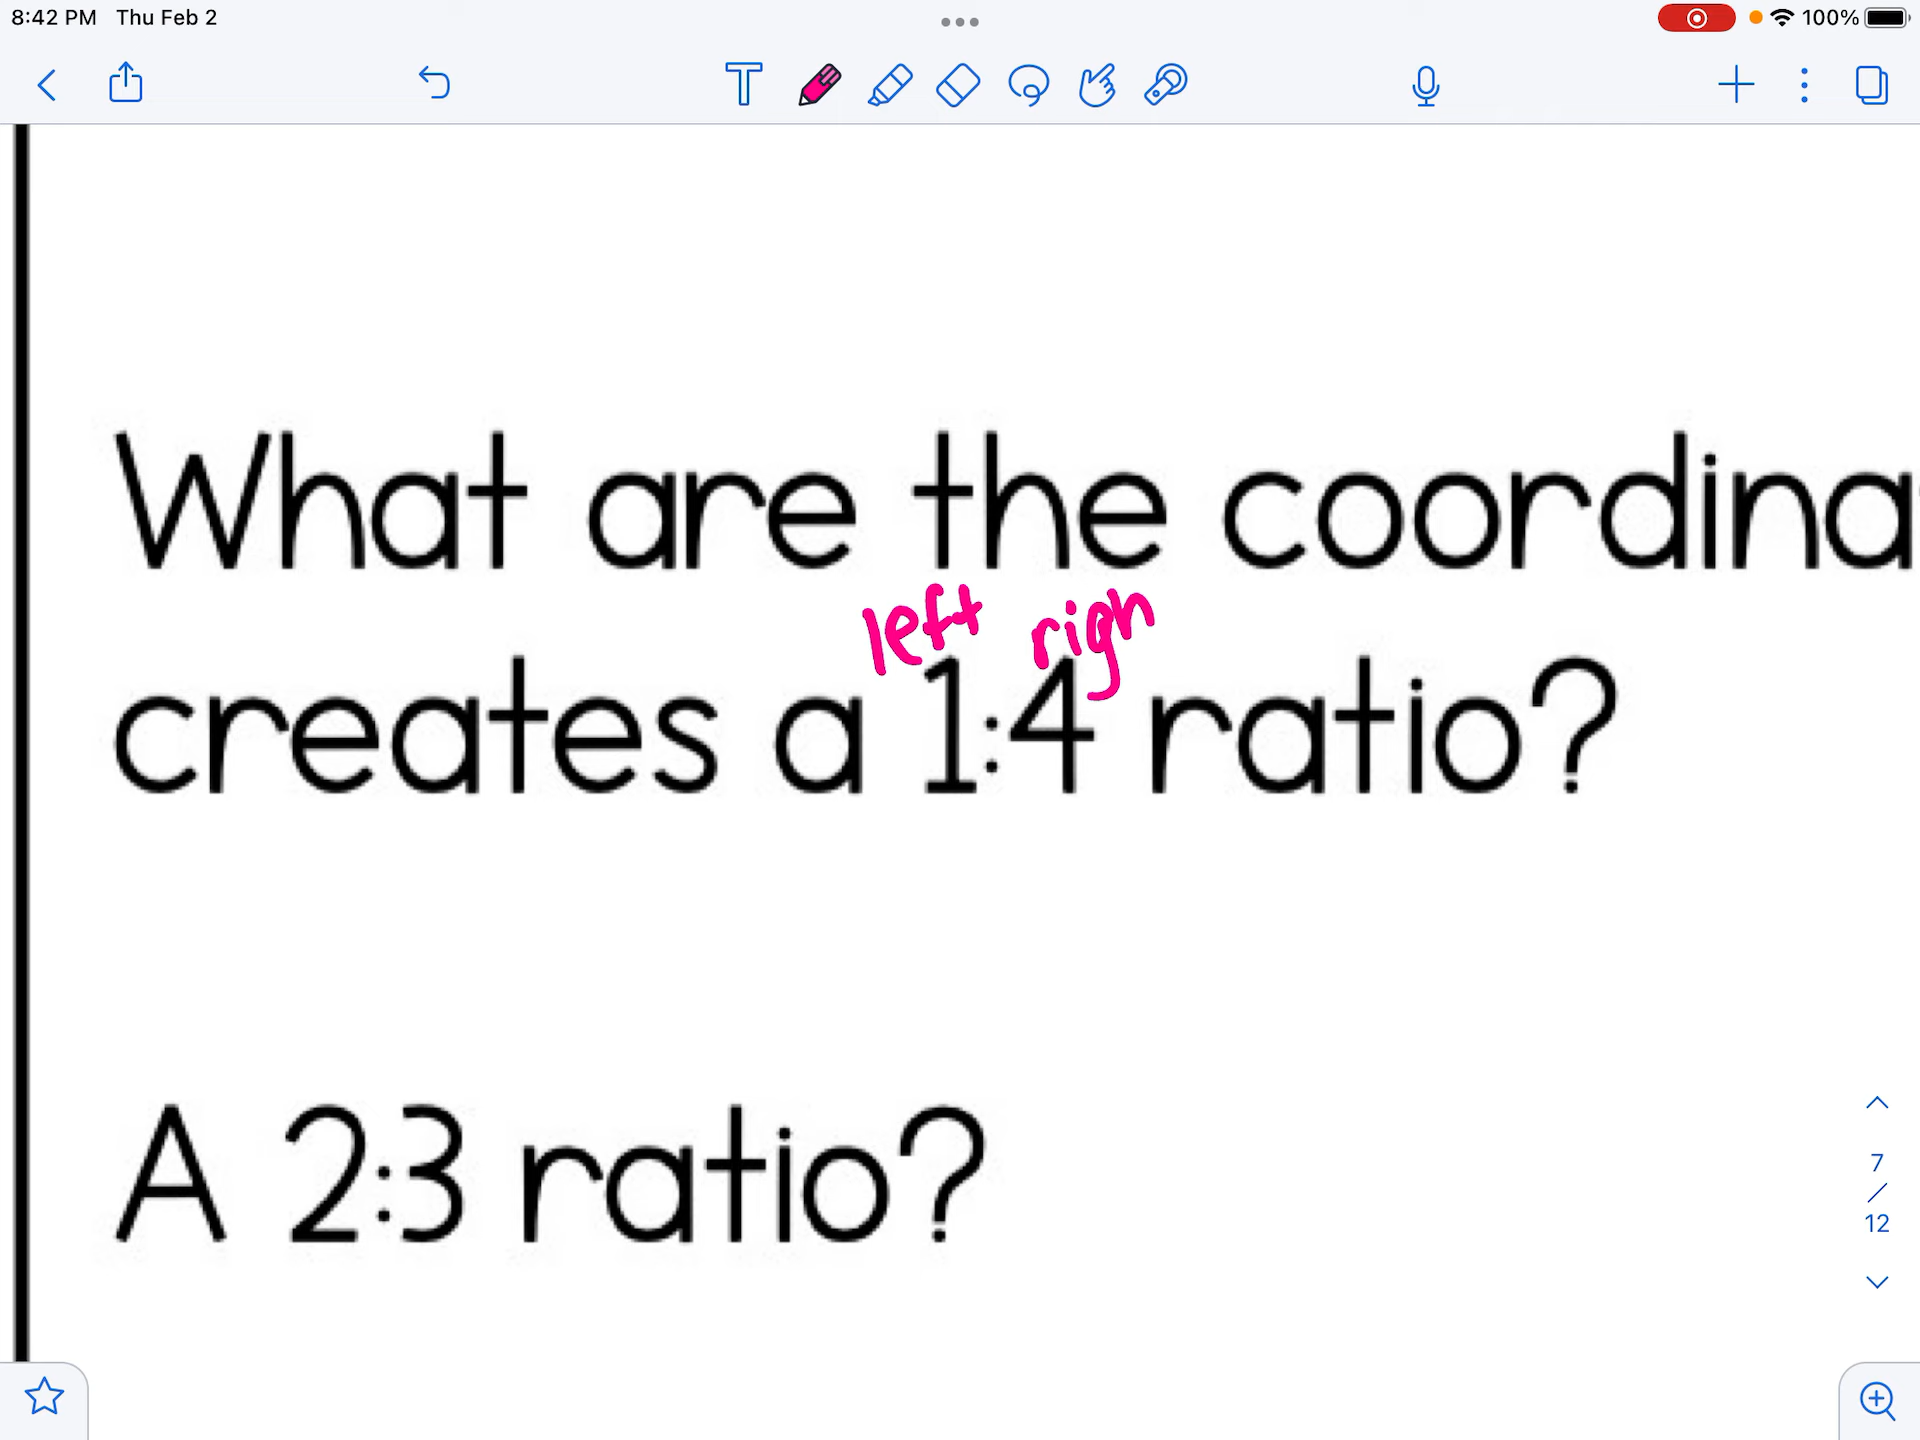 8:42 PM Thu Feb 2
100%
T
What are the coordina
left righ
creates a 1:4 ratio?
A 2:3 ratio?
7
/
12